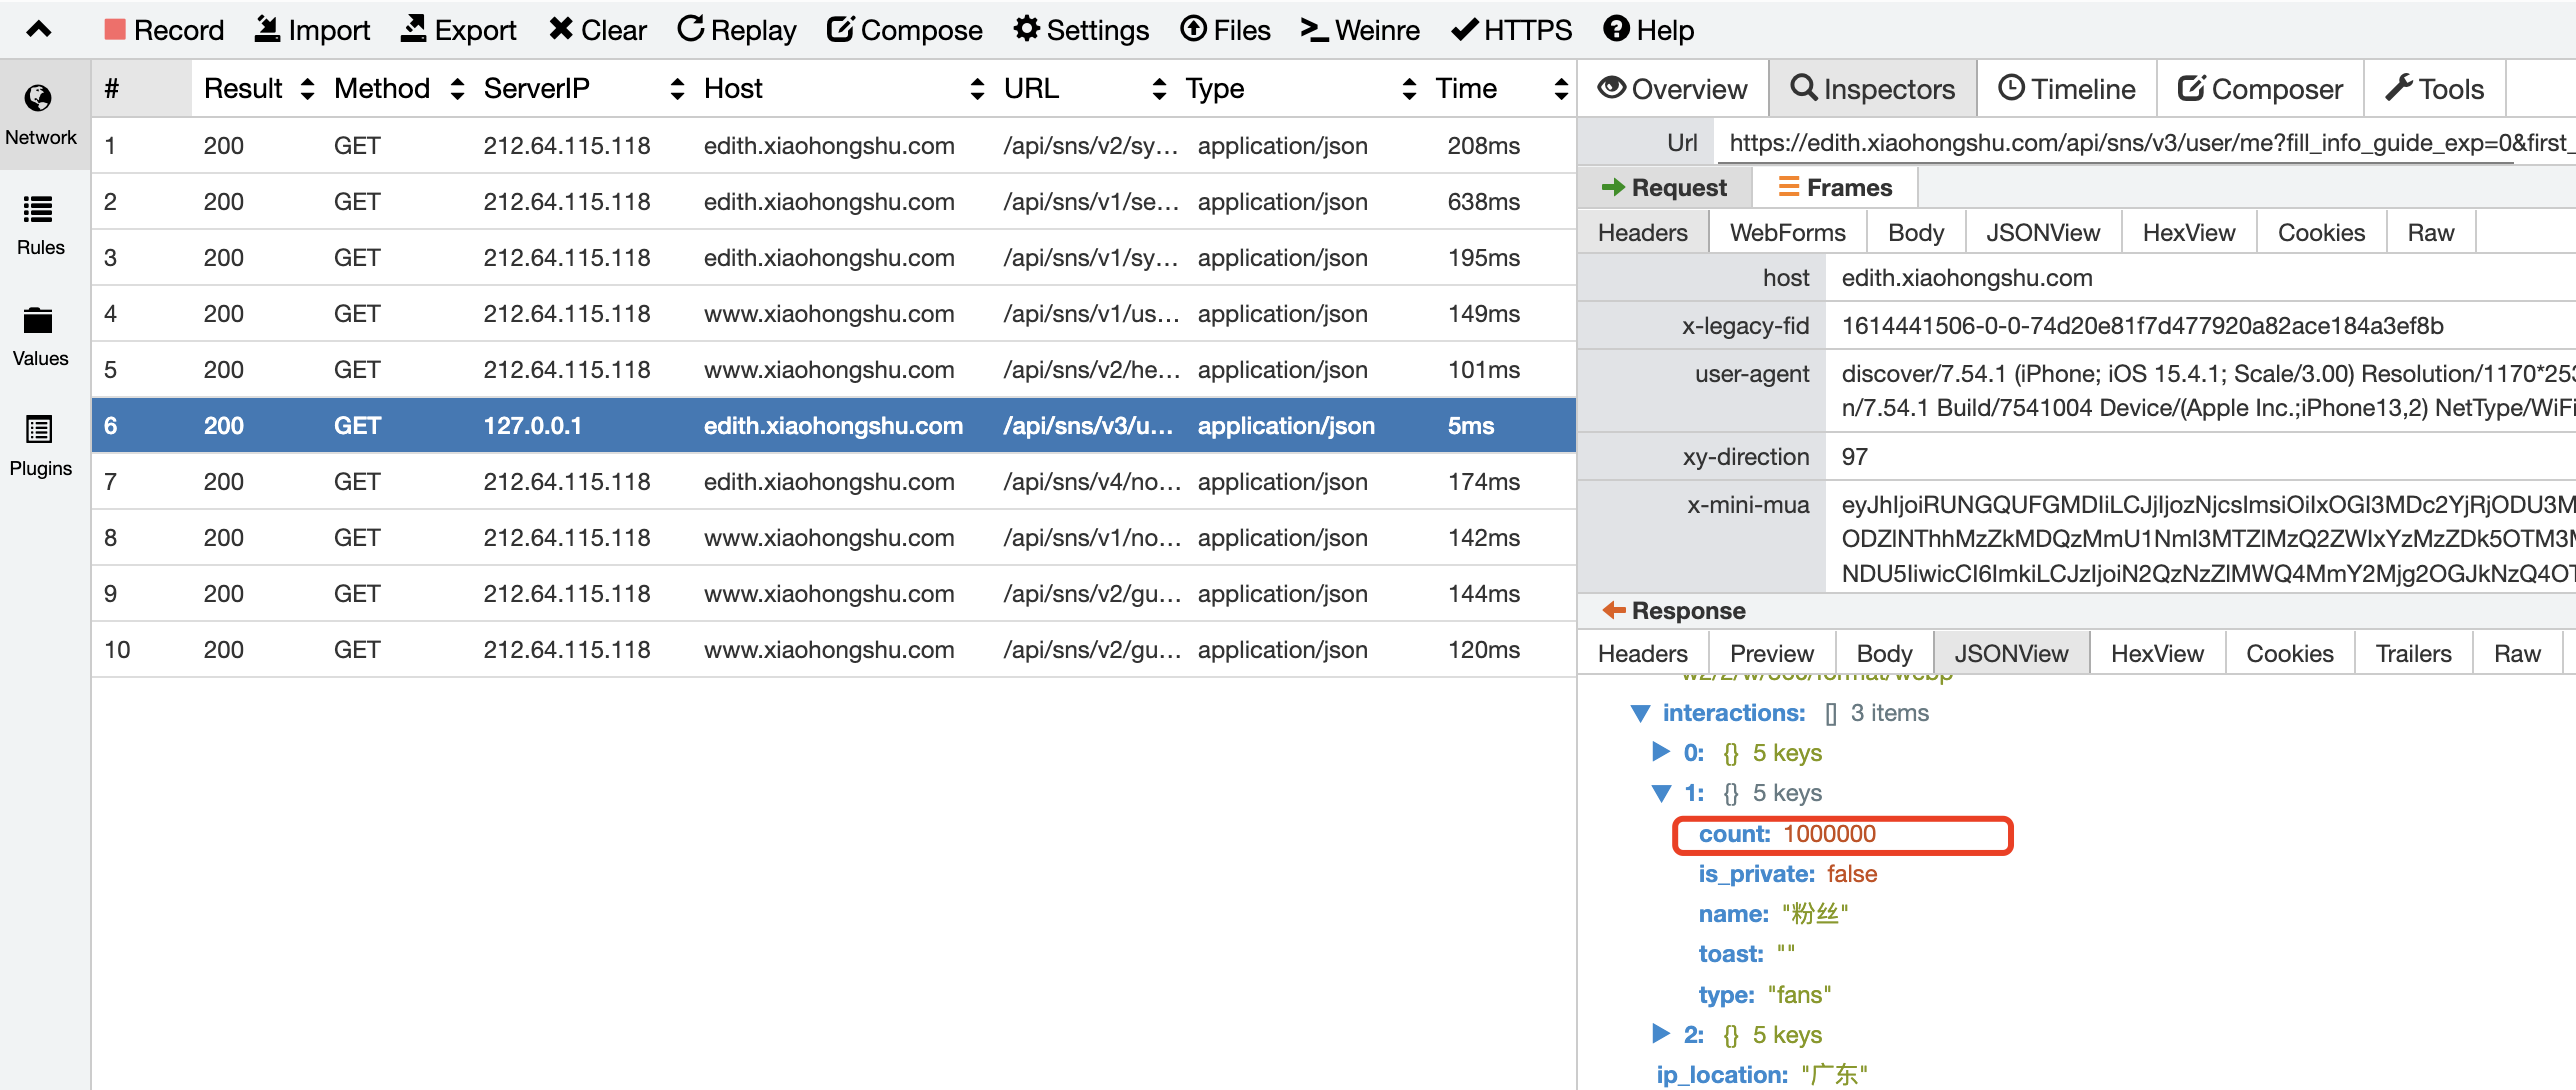 Record Import Export Clear Replay Compose Settings Files Weinre HTTPS Help
Network
Rules
Values
Plugins
# Result Method ServerIP Host URL Type Time
1 200 GET 212.64.115.118 edith.xiaohongshu.com /api/sns/v2/sy... application/json 208ms
2 200 GET 212.64.115.118 edith.xiaohongshu.com /api/sns/v1/se... application/json 638ms
3 200 GET 212.64.115.118 edith.xiaohongshu.com /api/sns/v1/sy... application/json 195ms
4 200 GET 212.64.115.118 www.xiaohongshu.com /api/sns/v1/us... application/json 149ms
5 200 GET 212.64.115.118 www.xiaohongshu.com /api/sns/v2/he... application/json 101ms
6 200 GET 127.0.0.1 edith.xiaohongshu.com /api/sns/v3/u... application/json 5ms
7 200 GET 212.64.115.118 edith.xiaohongshu.com /api/sns/v4/no... application/json 174ms
8 200 GET 212.64.115.118 www.xiaohongshu.com /api/sns/v1/no... application/json 142ms
9 200 GET 212.64.115.118 www.xiaohongshu.com /api/sns/v2/gu... application/json 144ms
10 200 GET 212.64.115.118 www.xiaohongshu.com /api/sns/v2/gu... application/json 120ms
Overview Inspectors Timeline Composer Tools
Url https://edith.xiaohongshu.com/api/sns/v3/user/me?fill_info_guide_exp=0&first_
Request Frames
Headers WebForms Body JSONView HexView Cookies Raw
host edith.xiaohongshu.com
x-legacy-fid 1614441506-0-0-74d20e81f7d477920a82ace184a3ef8b
user-agent discover/7.54.1 (iPhone; iOS 15.4.1; Scale/3.00) Resolution/1170*253
n/7.54.1 Build/7541004 Device/(Apple Inc.;iPhone13,2) NetType/WiFi
xy-direction 97
x-mini-mua
Response
Headers Preview Body JSONView HexView Cookies Trailers Raw
interactions: [] 3 items
0: {} 5 keys
1: {} 5 keys
count: 1000000
is_private: false
name: "粉丝"
toast: ""
type: "fans"
2: {} 5 keys
ip_location: "广东"